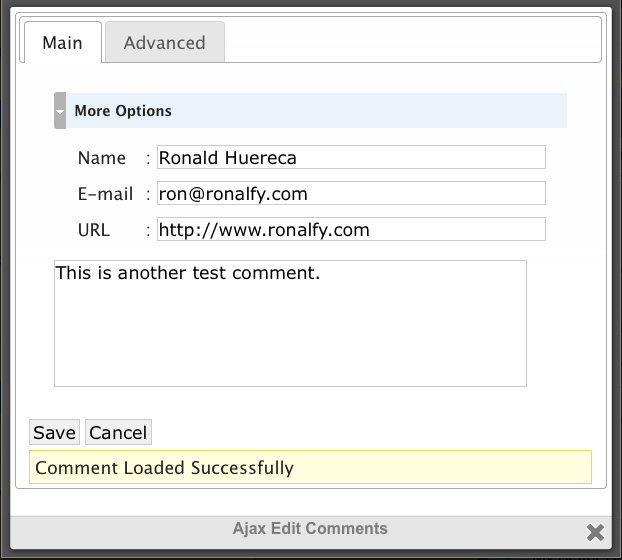 Main Advanced
More Options
Name : Ronald Huereca
E-mail : ron@ronalfy.com
URL : http://www.ronalfy.com
This is another test comment.
Save Cancel
Comment Loaded Successfully
Ajax Edit Comments